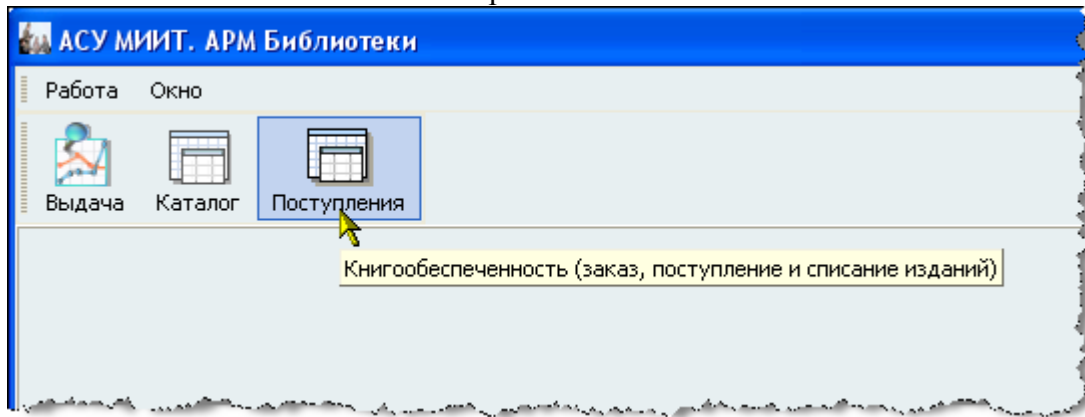 АСУ МИИТ. АРМ Библиотеки
Работа Окно
Выдача Каталог Поступления
Книгообеспеченность (заказ, поступление и списание изданий)